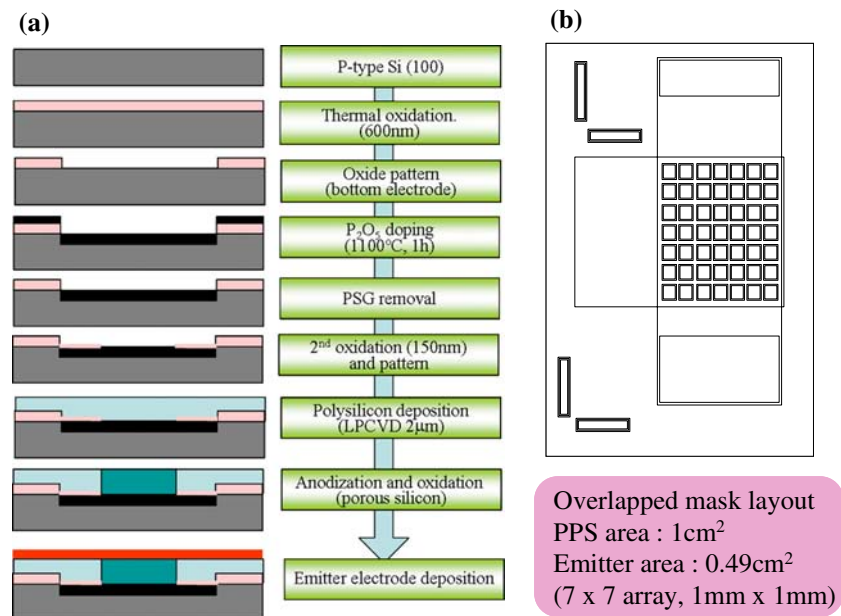 (a)
P-type Si (100)
Thermal oxidation.
(600nm)
Oxide pattern
(bottom electrode)
P₂O₅ doping
(1100℃, 1h)
PSG removal
2ⁿᵈ oxidation (150nm)
and pattern
Polysilicon deposition
(LPCVD 2μm)
Anodization and oxidation
(porous silicon)
Emitter electrode deposition
(b)
Overlapped mask layout
PPS area : 1cm²
Emitter area : 0.49cm²
(7 x 7 array, 1mm x 1mm)